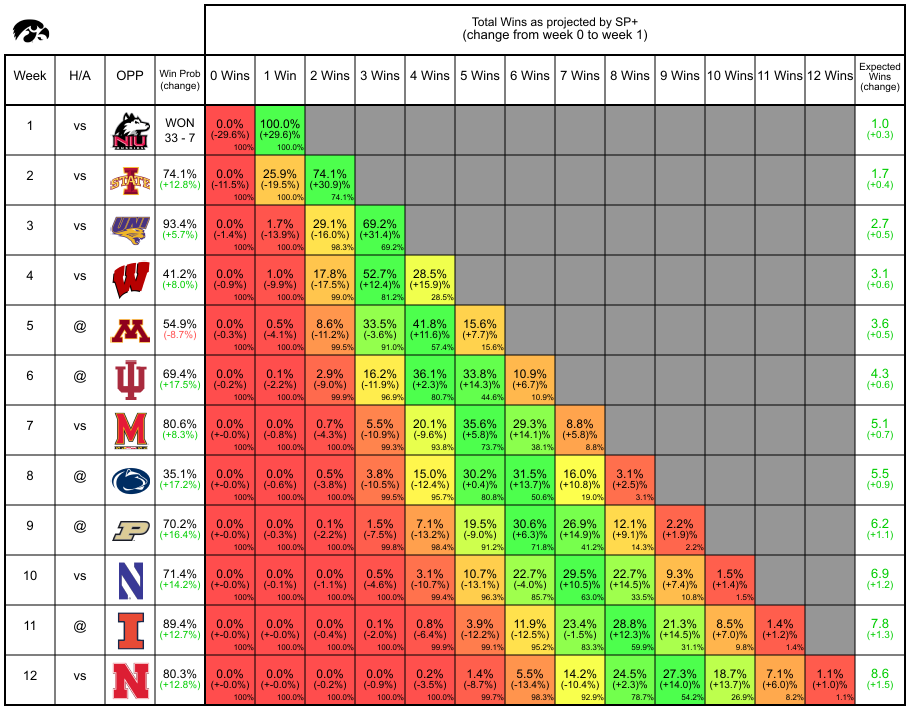 Total Wins as projected by SP+
(change from week 0 to week 1)
Week H/A OPP Win Prob (change) 0 Wins 1 Win 2 Wins 3 Wins 4 Wins 5 Wins 6 Wins 7 Wins 8 Wins 9 Wins 10 Wins 11 Wins 12 Wins Expected Wins (change)
1 vs NIU WON 0.0% 100.0% 1.0
33 - 7 (-29.6%) (+29.6)% (+0.3)
100% 100.0%
2 vs STATE 74.1% 0.0% 25.9% 74.1% 1.7
(+12.8%) (-11.5%) (-19.5%) (+30.9)% (+0.4)
100% 100.0% 74.1%
3 vs UNI 93.4% 0.0% 1.7% 29.1% 69.2% 2.7
(+5.7%) (-1.4%) (-13.9%) (-16.0%) (+31.4)% (+0.5)
100% 100.0% 98.3% 69.2%
4 vs W 41.2% 0.0% 1.0% 17.8% 52.7% 28.5% 3.1
(+8.0%) (-0.9%) (-9.9%) (-17.5%) (+12.4)% (+15.9)% (+0.6)
100% 100.0% 99.0% 81.2% 28.5%
5 @ M 54.9% 0.0% 0.5% 8.6% 33.5% 41.8% 15.6% 3.6
(-8.7%) (-0.3%) (-4.1%) (-11.2%) (-3.6%) (+11.6)% (+7.7)% (+0.5)
100% 100.0% 99.5% 91.0% 57.4% 15.6%
6 @ 69.4% 0.0% 0.1% 2.9% 16.2% 36.1% 33.8% 10.9% 4.3
(+17.5%) (-0.2%) (-2.2%) (-9.0%) (-11.9%) (+2.3)% (+14.3)% (+6.7)% (+0.6)
100% 100.0% 99.9% 96.9% 80.7% 44.6% 10.9%
7 vs M 80.6% 0.0% 0.0% 0.7% 5.5% 20.1% 35.6% 29.3% 8.8% 5.1
(+8.3%) (+-0.0%) (-0.8%) (-4.3%) (-10.9%) (-9.6%) (+5.8)% (+14.1)% (+5.8)% (+0.7)
100% 100.0% 100.0% 99.3% 93.8% 73.7% 38.1% 8.8%
8 @ 35.1% 0.0% 0.0% 0.5% 3.8% 15.0% 30.2% 31.5% 16.0% 3.1% 5.5
(+17.2%) (+-0.0%) (-0.6%) (-3.8%) (-10.5%) (-12.4%) (+0.4)% (+13.7)% (+10.8)% (+2.5)% (+0.9)
100% 100.0% 100.0% 99.5% 95.7% 80.8% 50.6% 19.0% 3.1%
9 @ P 70.2% 0.0% 0.0% 0.1% 1.5% 7.1% 19.5% 30.6% 26.9% 12.1% 2.2% 6.2
(+16.4%) (+-0.0%) (-0.3%) (-2.2%) (-7.5%) (-13.2%) (-9.0%) (+6.3)% (+14.9)% (+9.1)% (+1.9)% (+1.1)
100% 100.0% 100.0% 99.8% 98.4% 91.2% 71.8% 41.2% 14.3% 2.2%
10 vs N 71.4% 0.0% 0.0% 0.0% 0.5% 3.1% 10.7% 22.7% 29.5% 22.7% 9.3% 1.5% 6.9
(+14.2%) (+-0.0%) (-0.1%) (-1.1%) (-4.6%) (-10.7%) (-13.1%) (-4.0%) (+10.5)% (+14.5)% (+7.4)% (+1.4)% (+1.2)
100% 100.0% 100.0% 100.0% 99.4% 96.3% 85.7% 63.0% 33.5% 10.8% 1.5%
11 @ I 89.4% 0.0% 0.0% 0.0% 0.1% 0.8% 3.9% 11.9% 23.4% 28.8% 21.3% 8.5% 1.4% 7.8
(+12.7%) (+-0.0%) (+-0.0%) (-0.4%) (-2.0%) (-6.4%) (-12.2%) (-12.5%) (-1.5%) (+12.3)% (+14.5)% (+7.0)% (+1.2)% (+1.3)
100% 100.0% 100.0% 100.0% 99.9% 99.1% 95.2% 83.3% 59.9% 31.1% 9.8% 1.4%
12 vs N 80.3% 0.0% 0.0% 0.0% 0.0% 0.2% 1.4% 5.5% 14.2% 24.5% 27.3% 18.7% 7.1% 1.1% 8.6
(+12.8%) (+-0.0%) (+-0.0%) (-0.2%) (-0.9%) (-3.5%) (-8.7%) (-13.4%) (-10.4%) (+2.3)% (+14.0)% (+13.7)% (+6.0)% (+1.0)% (+1.5)
100% 100.0% 100.0% 100.0% 100.0% 99.7% 98.3% 92.9% 78.7% 54.2% 26.9% 8.2% 1.1%